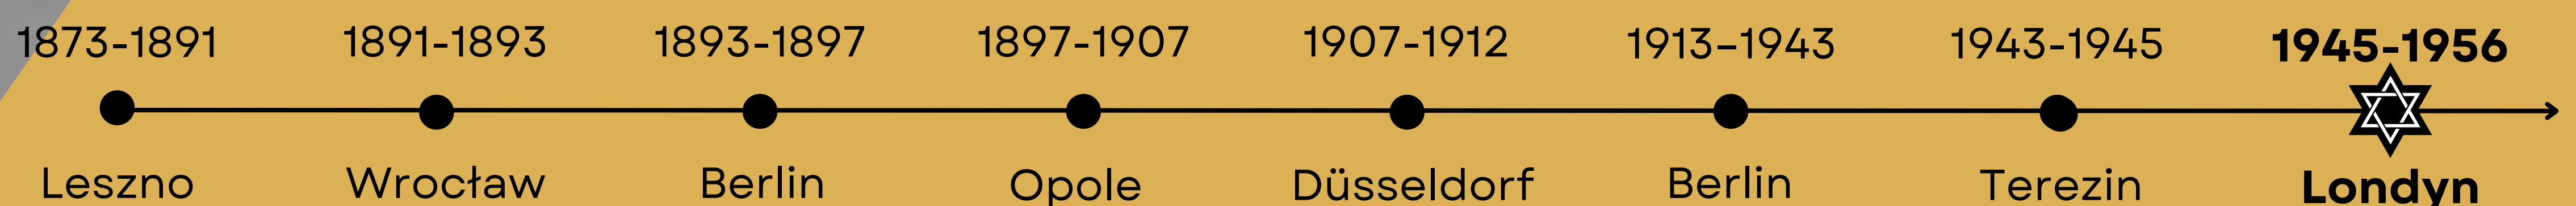 1873-1891 1891-1893 1893-1897 1897-1907 1907-1912 1913–1943 1943-1945 1945-1956
Leszno Wrocław Berlin Opole Düsseldorf Berlin Terezin Londyn